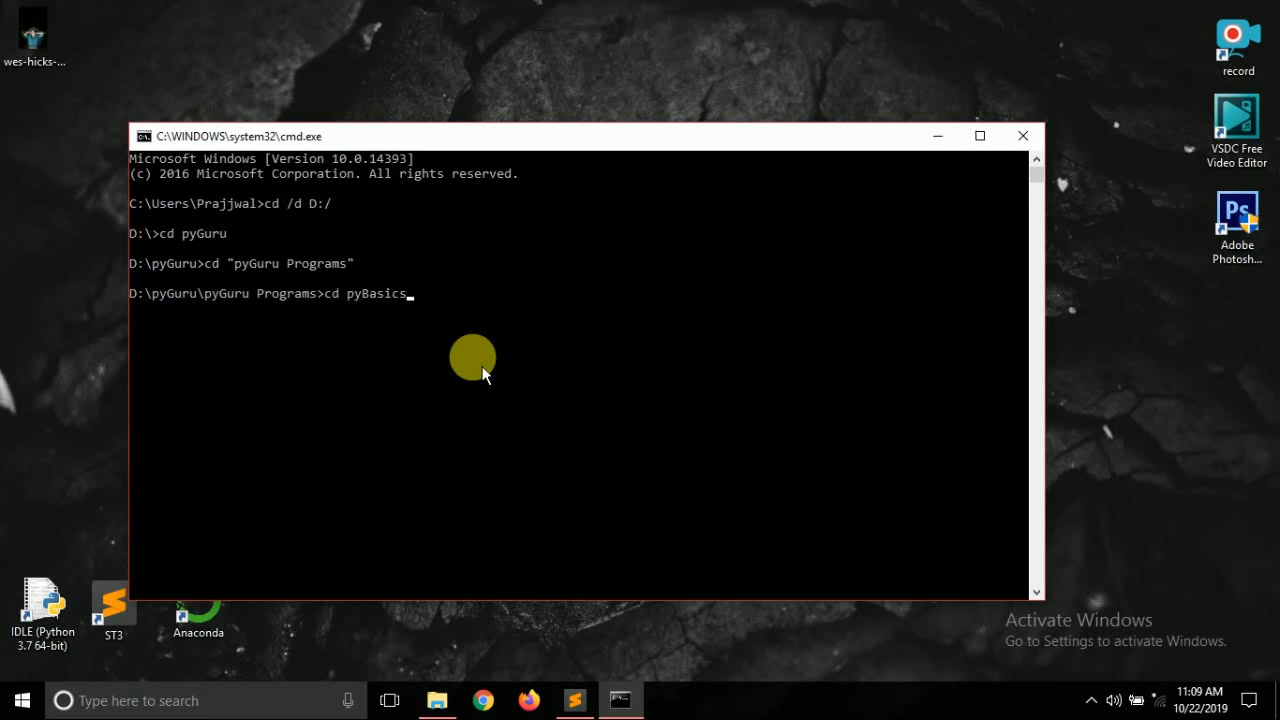 wes-hicks-...
record
VSDC Free
Video Editor
Ps
Adobe
Photosh...
C:\WINDOWS\system32\cmd.exe
Microsoft Windows [Version 10.0.14393]
(c) 2016 Microsoft Corporation. All rights reserved.
C:\Users\Prajjwal>cd /d D:/
D:\>cd pyGuru
D:\pyGuru>cd "pyGuru Programs"
D:\pyGuru\pyGuru Programs>cd pyBasics
IDLE (Python
3.7 64-bit)
ST3
Anaconda
Activate Windows
Go to Settings to activate Windows.
Type here to search
11:09 AM
10/22/2019